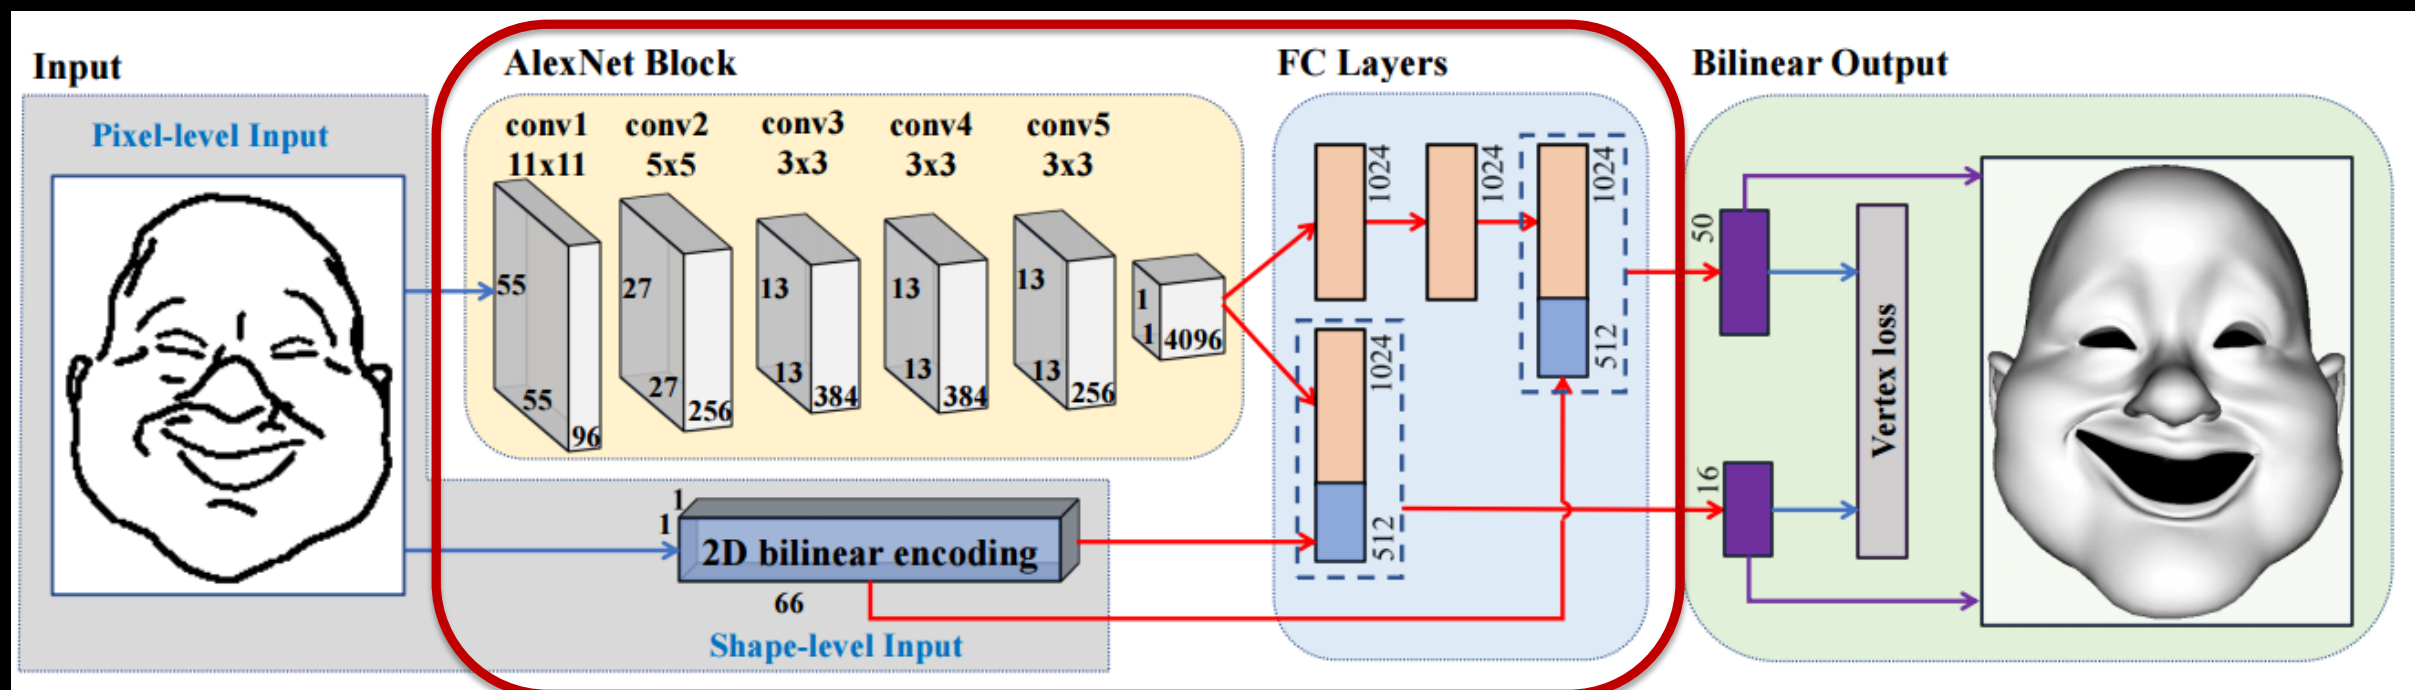 Input
Pixel-level Input
AlexNet Block
conv1
11x11
conv2
5x5
conv3
3x3
conv4
3x3
conv5
3x3
55
55
96
27
27
256
13
13
384
13
13
384
13
13
256
1
1
4096
1
1
2D bilinear encoding
66
Shape-level Input
FC Layers
1024
1024
1024
512
1024
512
Bilinear Output
50
16
Vertex loss